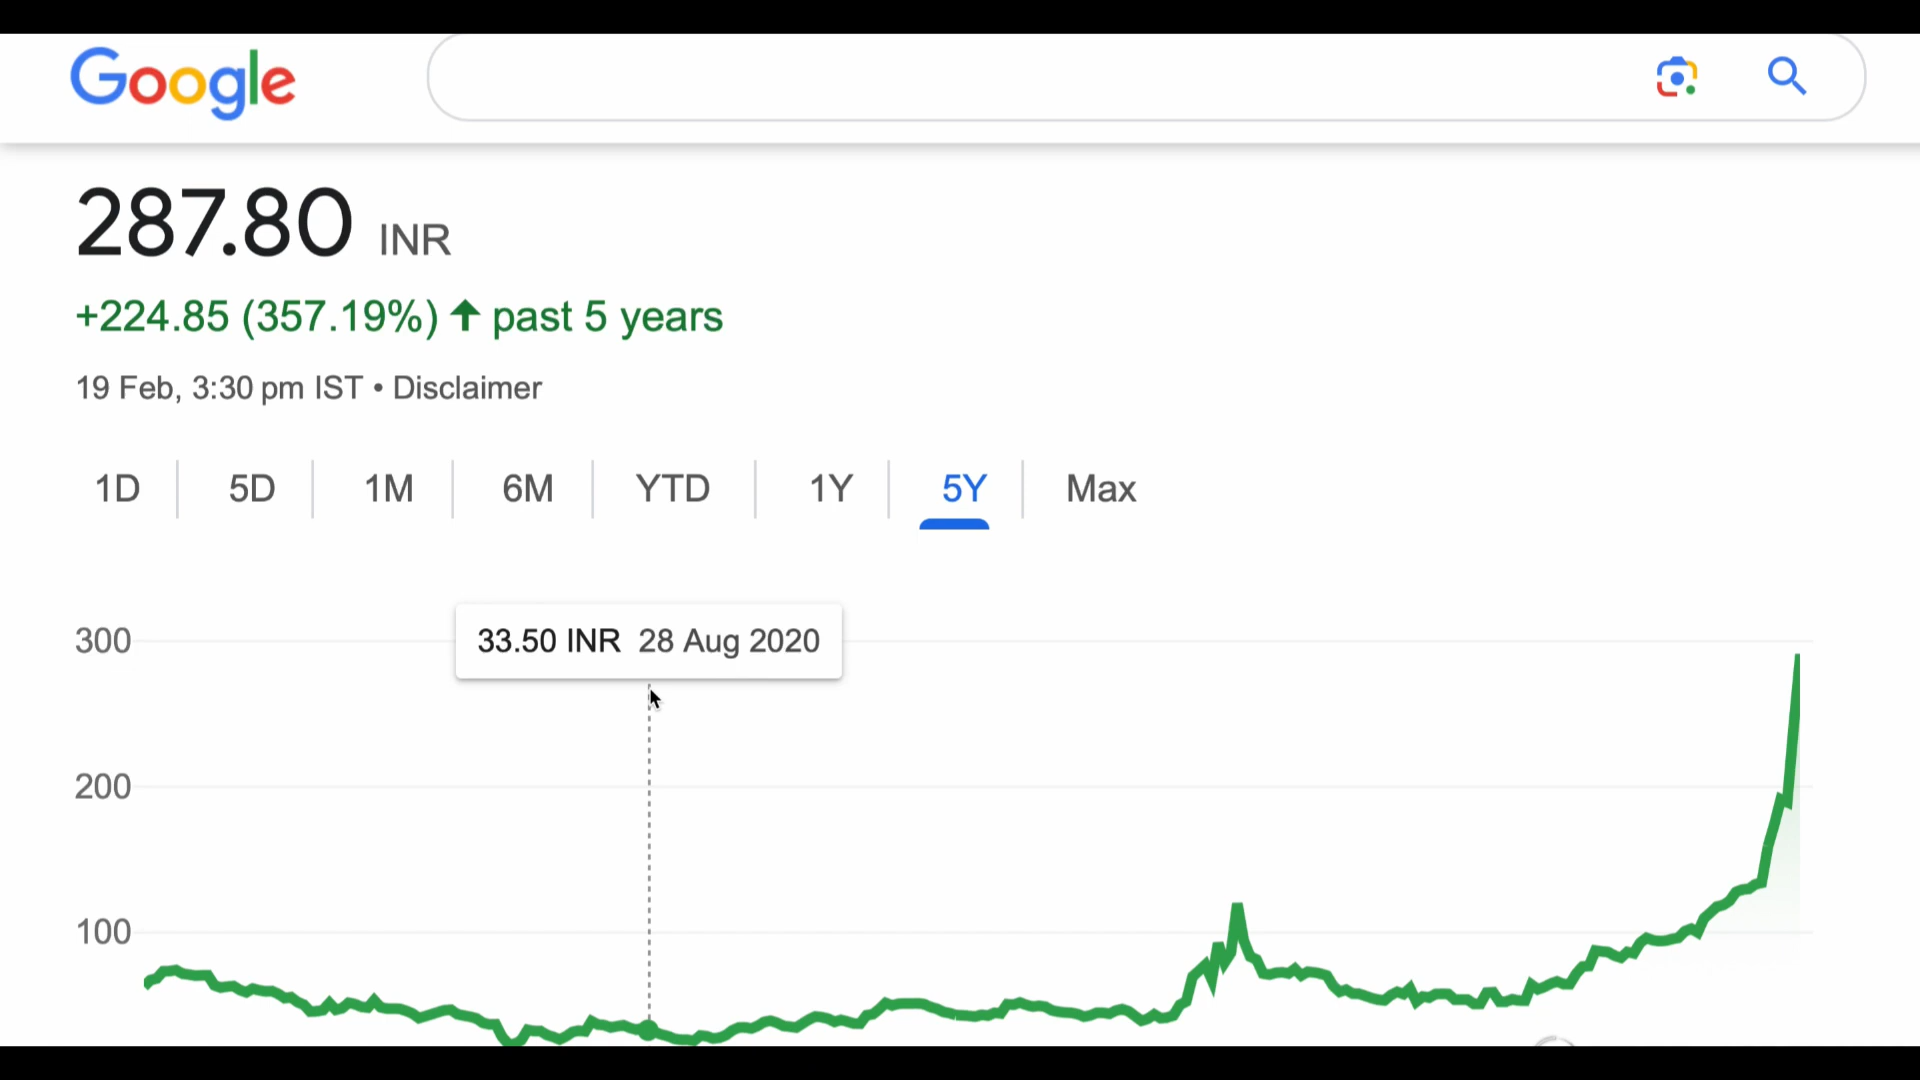 Google
287.80 INR
+224.85 (357.19%) ↑ past 5 years
19 Feb, 3:30 pm IST • Disclaimer
1D 5D 1M 6M YTD 1Y 5Y Max
33.50 INR 28 Aug 2020
300
200
100